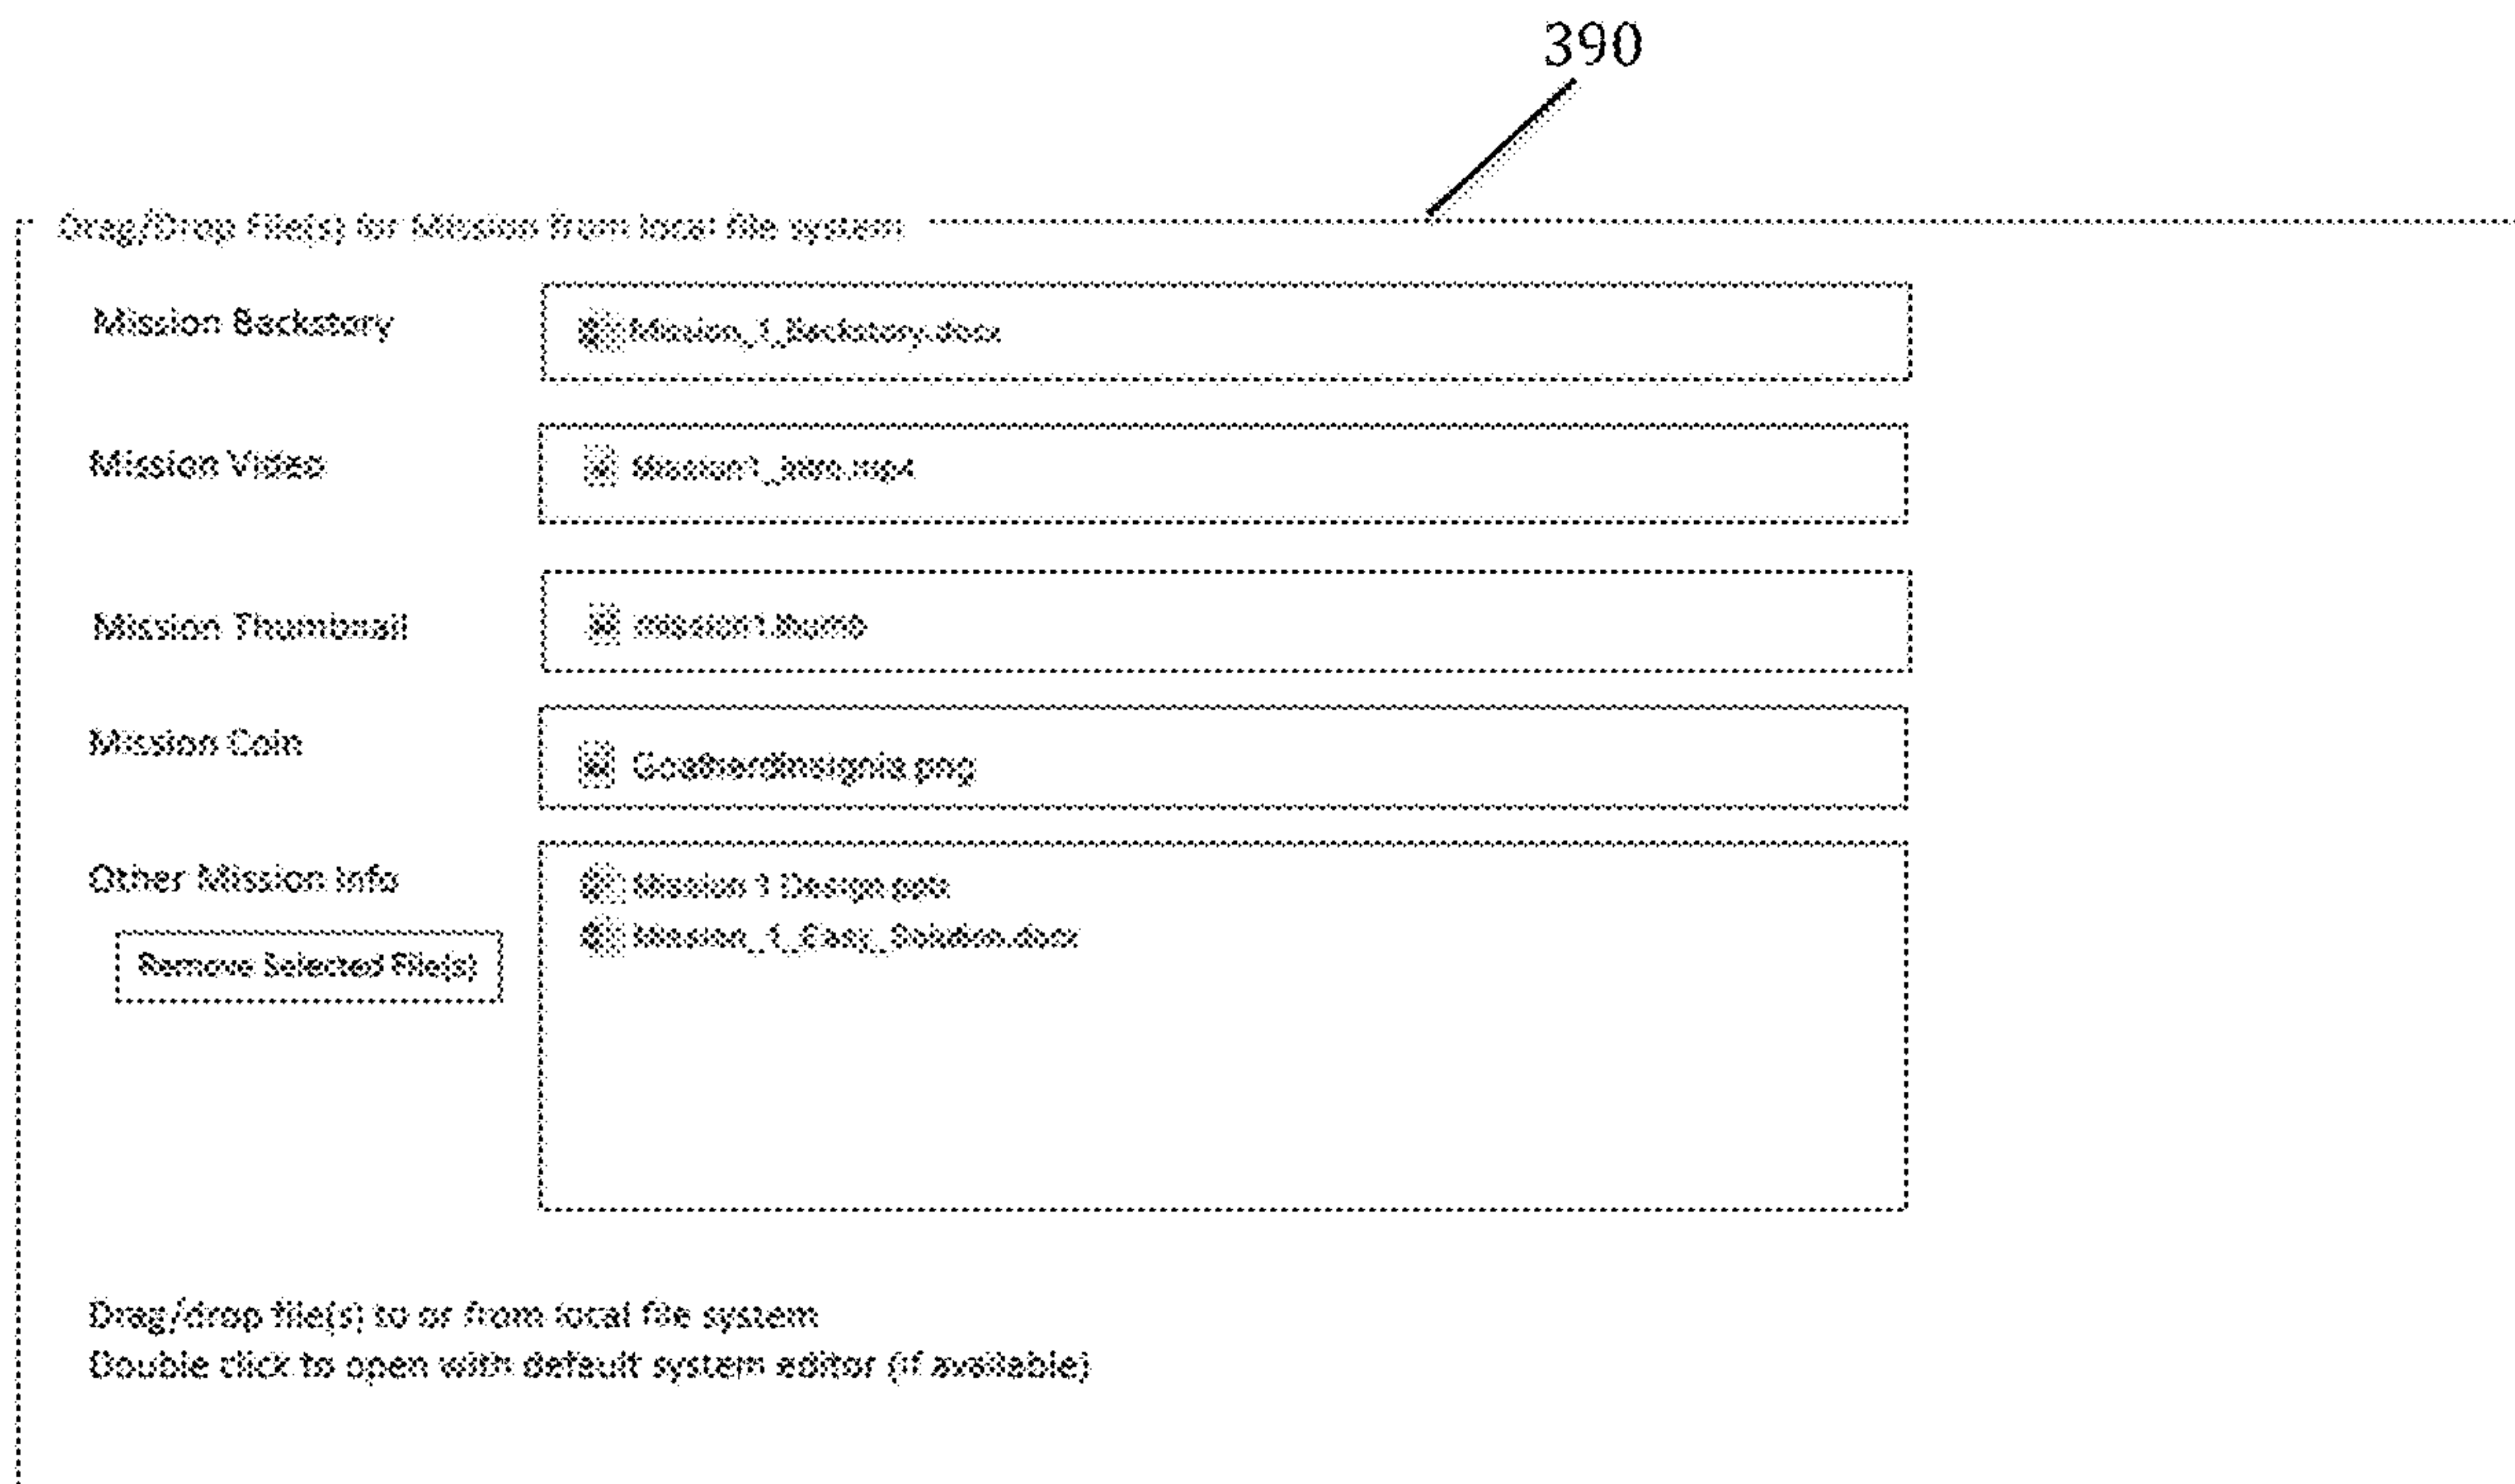 390
Drag/Drop File(s) for Mission from local file system
Mission Backstory
Mission_1_Backstory.docx
Mission Video
Mission1_Intro.mp4
Mission Thumbnail
mission1.thumb
Mission Coin
Other Mission Info
Mission 1 Design.pptx
Mission_1_Easy_Solution.docx
Remove Selected File(s)
Drag/drop file(s) to or from local file system
Double click to open with default system editor (if available)